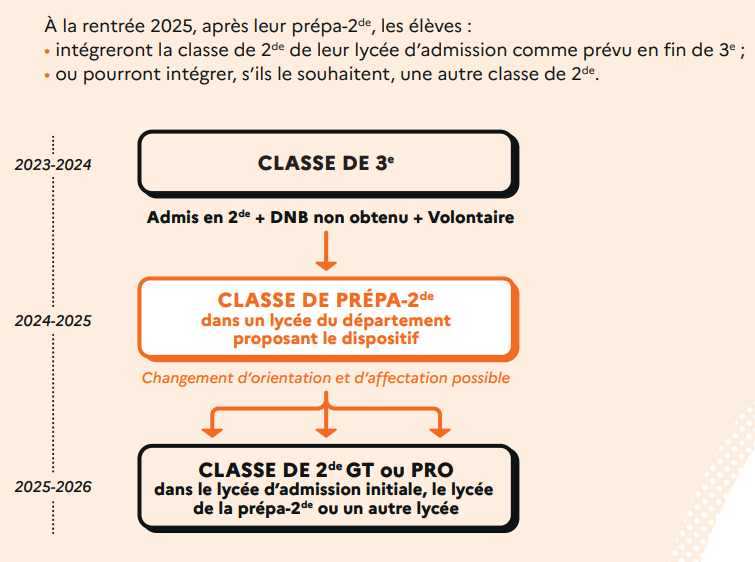 À la rentrée 2025, après leur prépa-2de, les élèves :
• intégreront la classe de 2de de leur lycée d’admission comme prévu en fin de 3e ;
• ou pourront intégrer, s’ils le souhaitent, une autre classe de 2de.
2023-2024
CLASSE DE 3e
Admis en 2de + DNB non obtenu + Volontaire
2024-2025
CLASSE DE PRÉPA-2de
dans un lycée du département
proposant le dispositif
Changement d’orientation et d’affectation possible
2025-2026
CLASSE DE 2de GT ou PRO
dans le lycée d’admission initiale, le lycée
de la prépa-2de ou un autre lycée